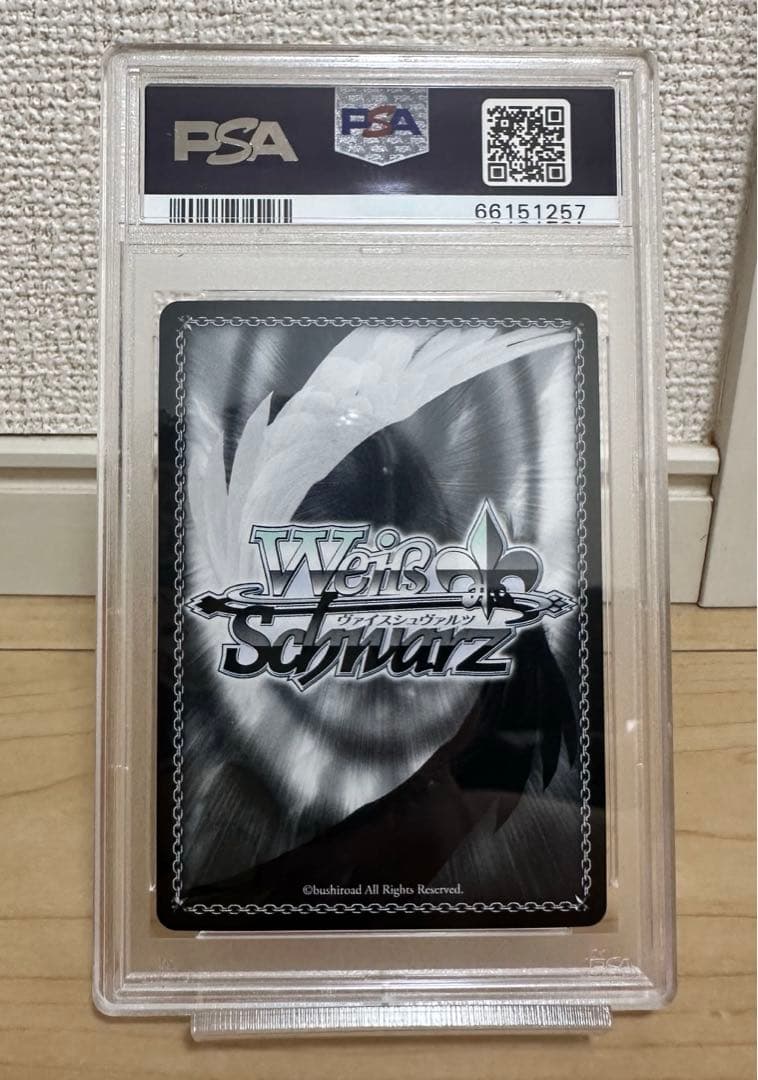 PSA
PSA
66151257
Weiß
ヴァイスシュヴァルツ
Schwarz
©bushiroad All Rights Reserved.
PSA